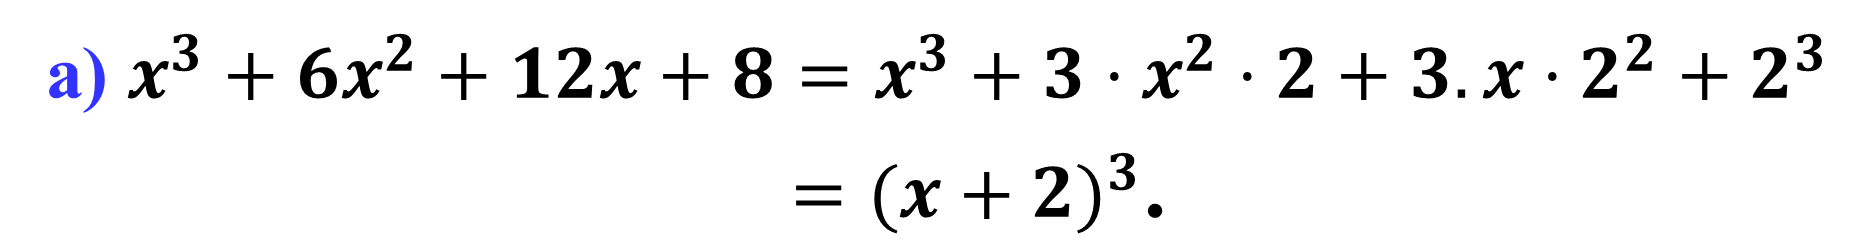 a) x³ + 6x² + 12x + 8 = x³ + 3 · x² · 2 + 3. x · 2² + 2³
= (x + 2)³.